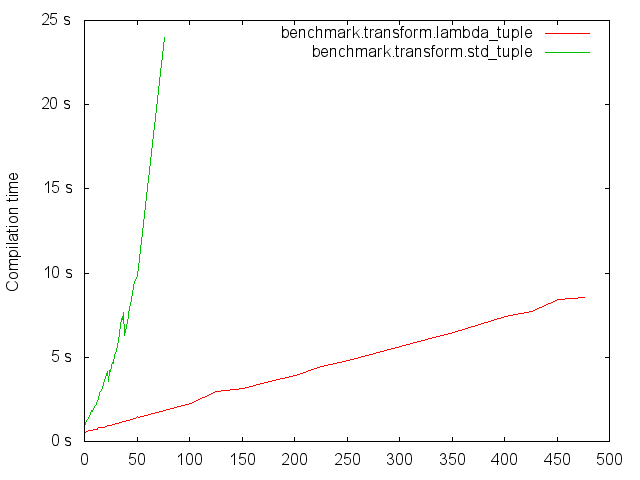 25 s
benchmark.transform.lambda_tuple
benchmark.transform.std_tuple
20 s
15 s
Compilation time
10 s
5 s
0 s
0 50 100 150 200 250 300 350 400 450 500